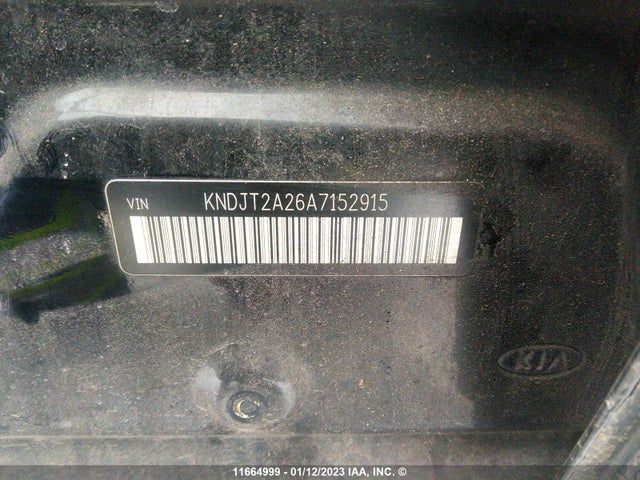 VIN KNDJT2A26A7152915
KIA
11664999 - 01/12/2023 IAA, INC. ©